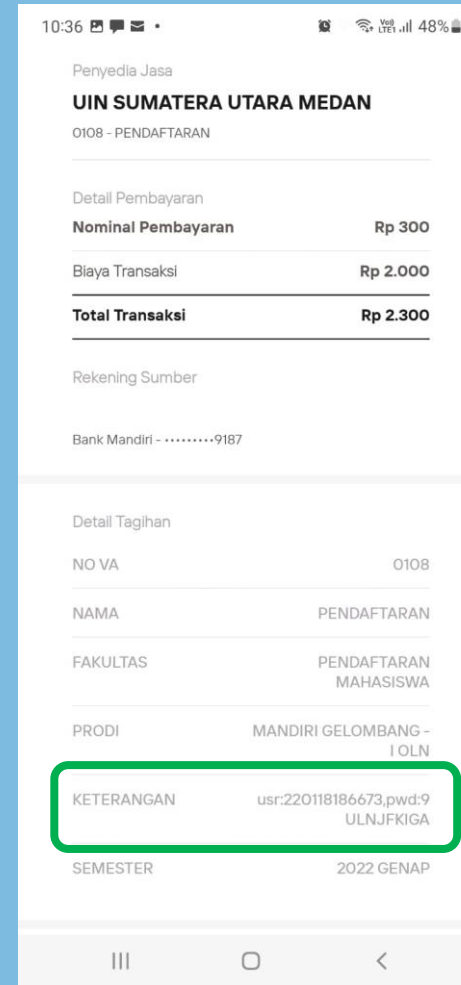 10:36
48%
Penyedia Jasa
UIN SUMATERA UTARA MEDAN
0108 - PENDAFTARAN
Detail Pembayaran
Nominal Pembayaran Rp 300
Biaya Transaksi Rp 2.000
Total Transaksi Rp 2.300
Rekening Sumber
Bank Mandiri - ·········9187
Detail Tagihan
NO VA 0108
NAMA PENDAFTARAN
FAKULTAS PENDAFTARAN
MAHASISWA
PRODI MANDIRI GELOMBANG -
I OLN
KETERANGAN usr:220118186673,pwd:9
ULNJFKIGA
SEMESTER 2022 GENAP